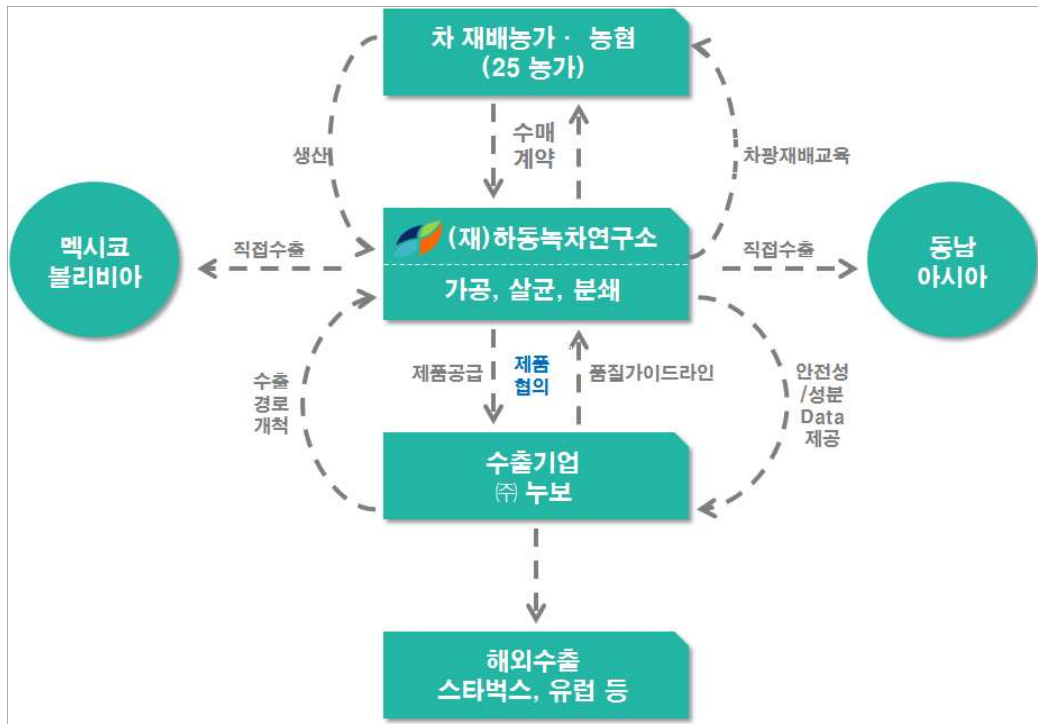 차 재배농가 · 농협
(25 농가)
수매
계약
생산
차광재배교육
멕시코
볼리비아
직접수출
(재)하동녹차연구소
가공, 살균, 분쇄
직접수출
동남
아시아
수출
경로
개척
제품공급
제품
협의
품질가이드라인
안전성
/성분
Data
제공
수출기업
㈜ 누보
해외수출
스타벅스, 유럽 등